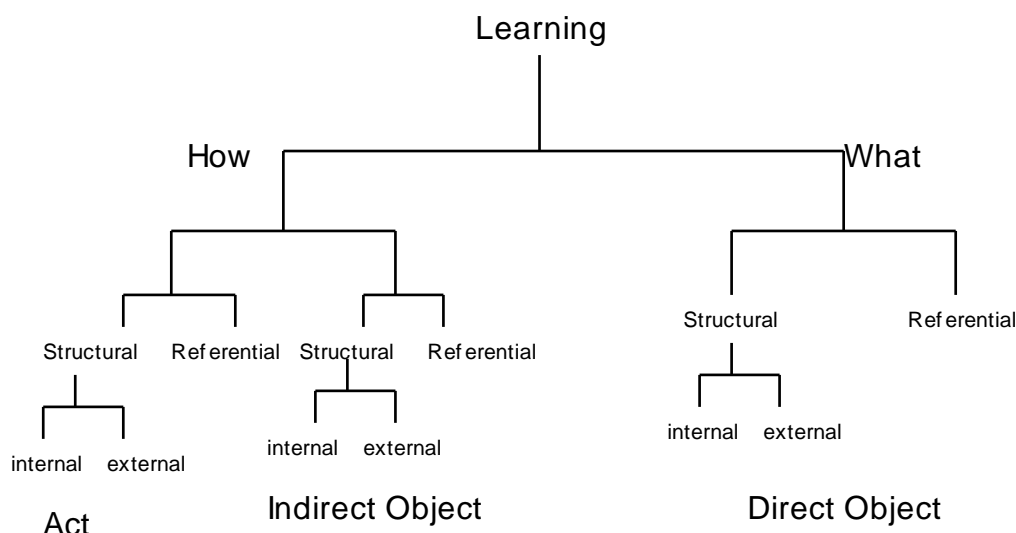 Learning
How What
Structural Referential
Structural Referential Structural Referential
internal external
internal external
internal external
Indirect Object Direct Object
Act